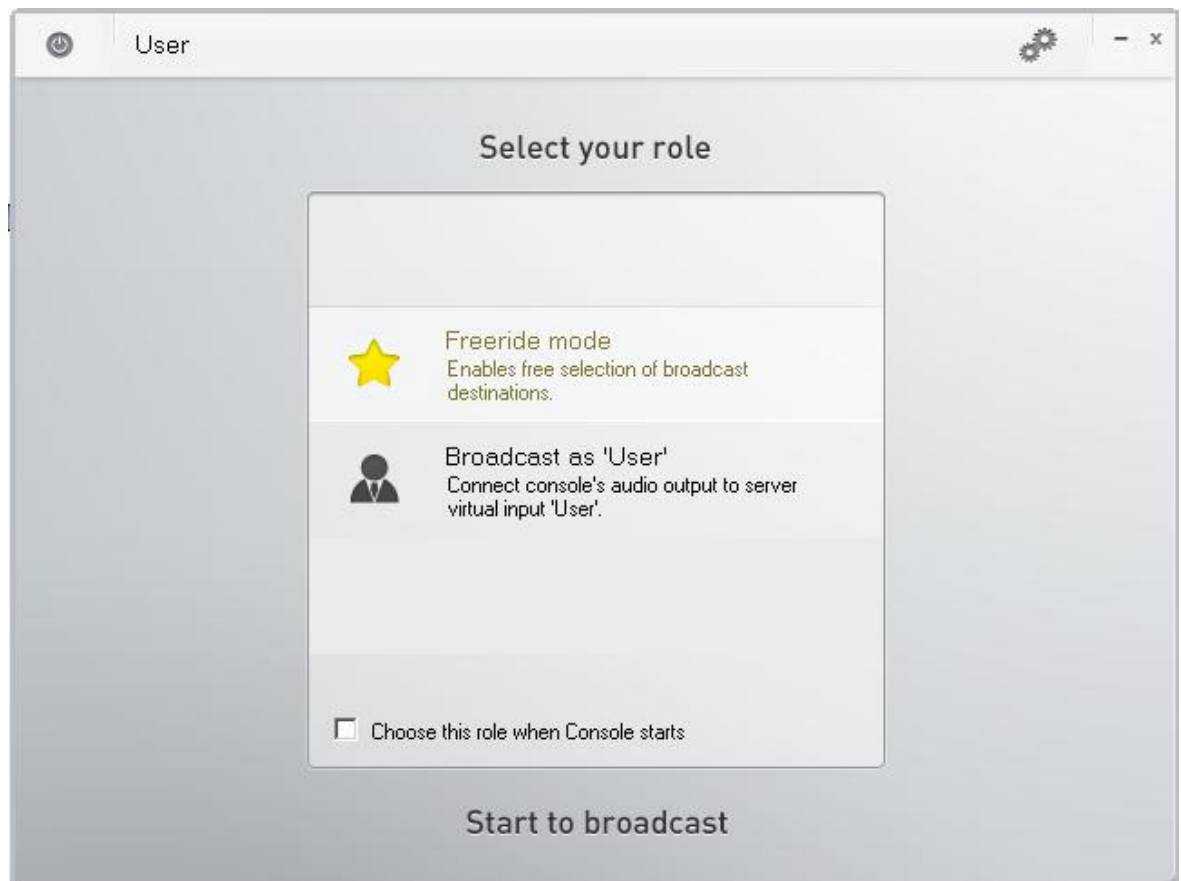 User
Select your role
Freeride mode
Enables free selection of broadcast
destinations.
Broadcast as 'User'
Connect console's audio output to server
virtual input 'User'.
Choose this role when Console starts
Start to broadcast